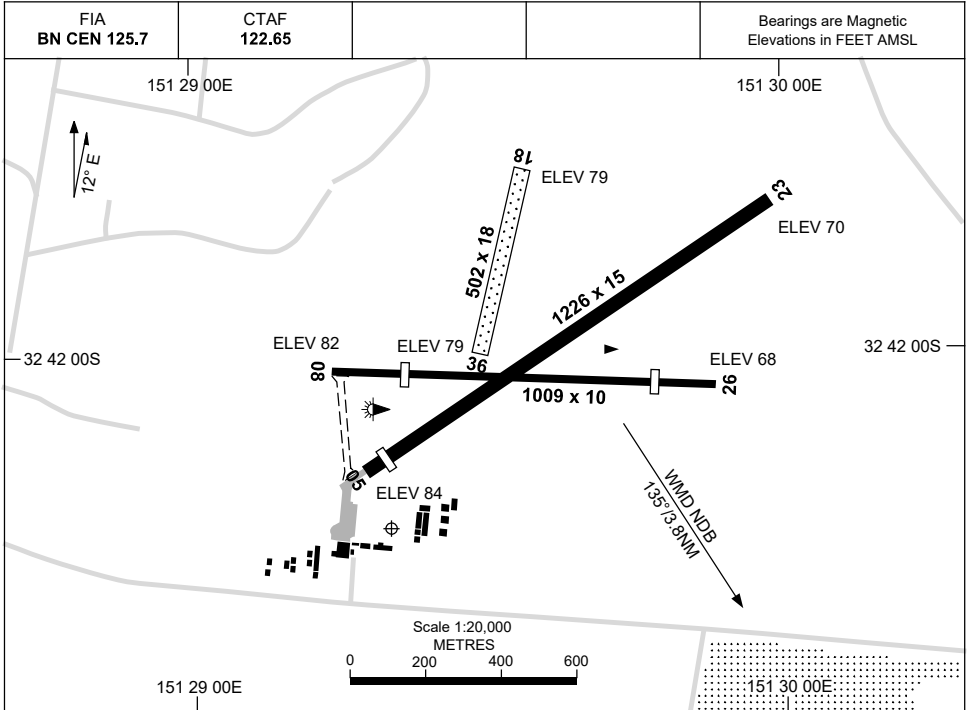 FIA
BN CEN 125.7
CTAF
122.65
Bearings are Magnetic
Elevations in FEET AMSL
151 29 00E
151 30 00E
12° E
18
ELEV 79
23
ELEV 70
502 x 18
1226 x 15
32 42 00S
ELEV 82
ELEV 79
36
ELEV 68
32 42 00S
08
1009 x 10
26
05
ELEV 84
WMD NDB
135°/3.8NM
Scale 1:20,000
METRES
0 200 400 600
151 29 00E
151 30 00E